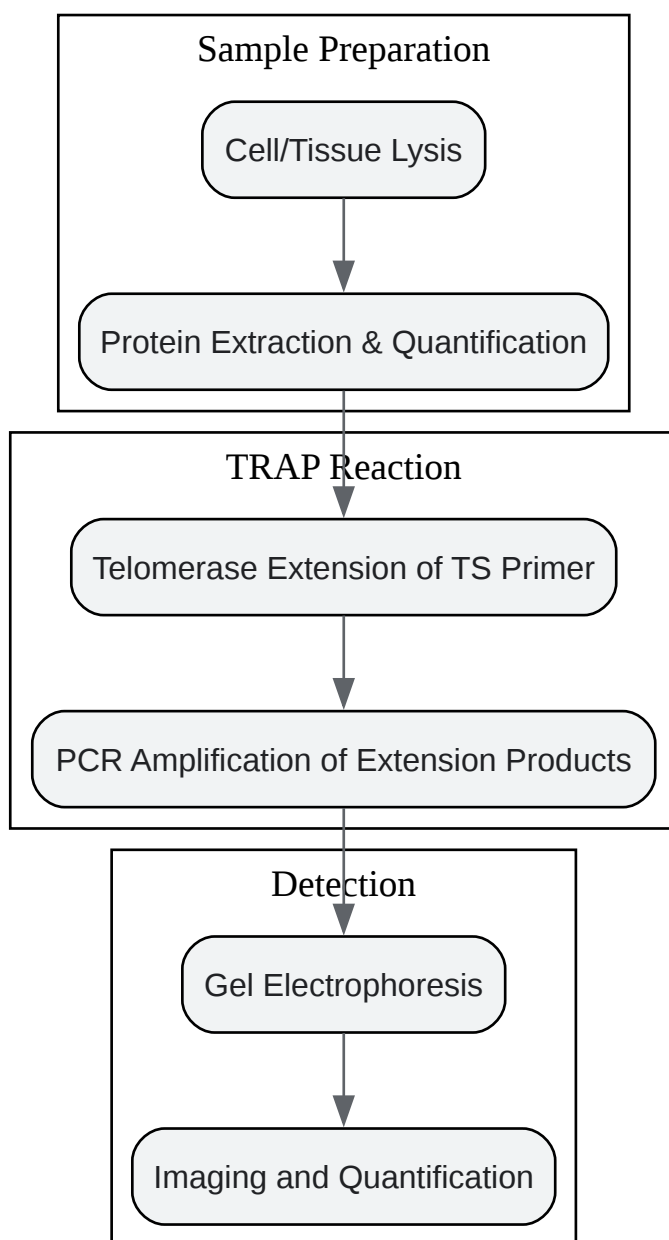 Sample Preparation
Cell/Tissue Lysis
Protein Extraction & Quantification
TRAP Reaction
Telomerase Extension of TS Primer
PCR Amplification of Extension Products
Detection
Gel Electrophoresis
Imaging and Quantification